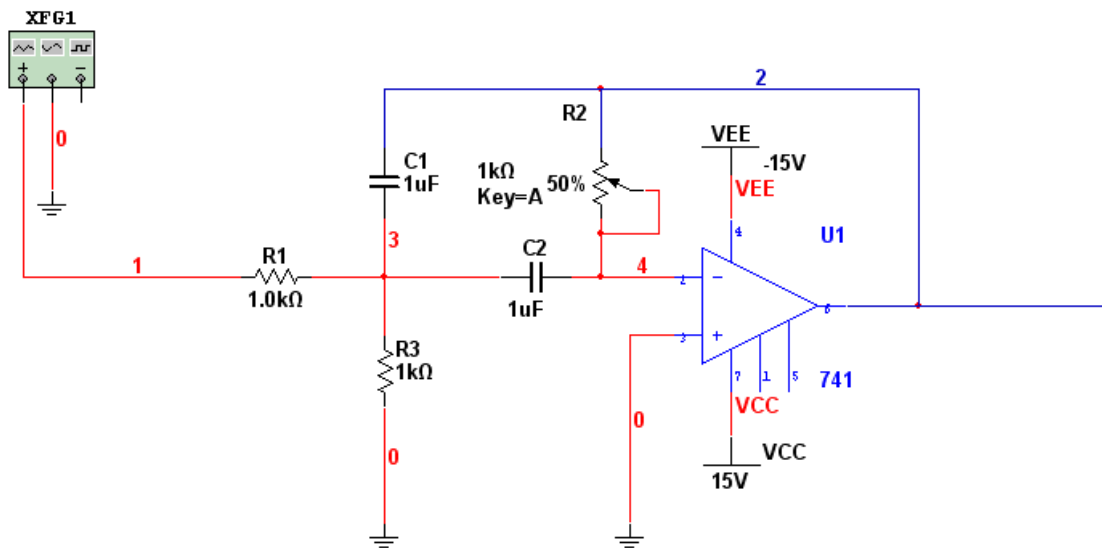 XFG1
+
−
0
1
R1
1.0kΩ
C1
1uF
3
R3
1kΩ
0
C2
1uF
2
R2
1kΩ
50%
Key=A
4
VEE
-15V
VEE
4
U1
2
−
3
+
6
7
1
5
741
0
VCC
VCC
15V